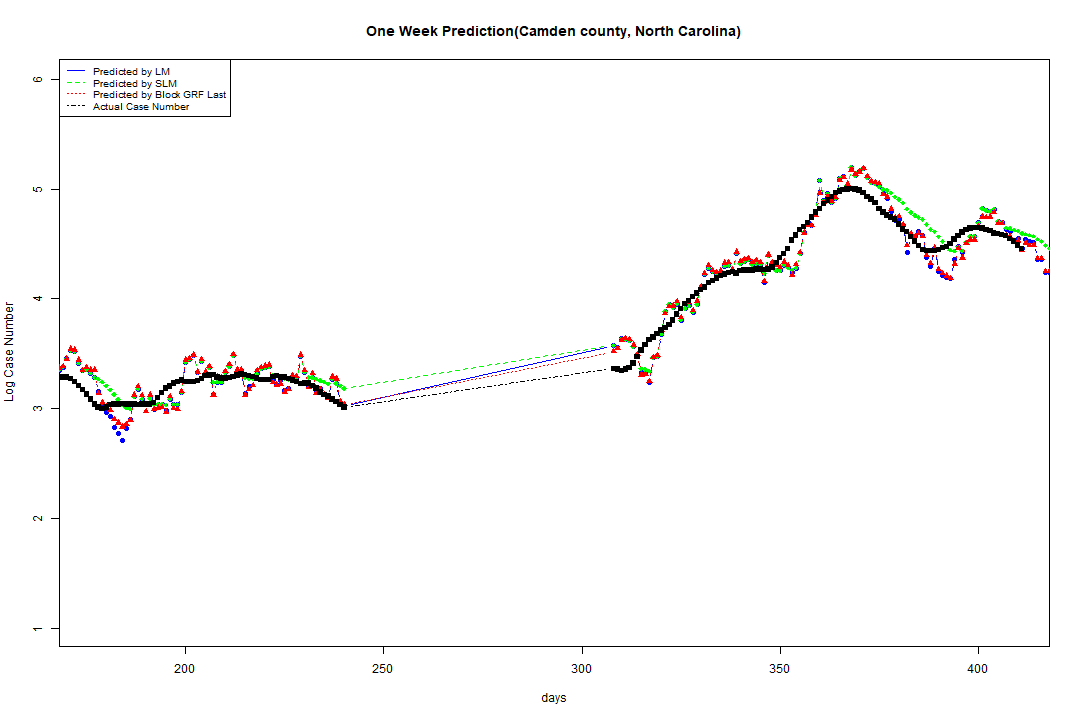 One Week Prediction(Camden county, North Carolina)
Predicted by LM
Predicted by SLM
Predicted by Block GRF Last
Actual Case Number
6
5
4
3
2
1
Log Case Number
200
250
300
350
400
days